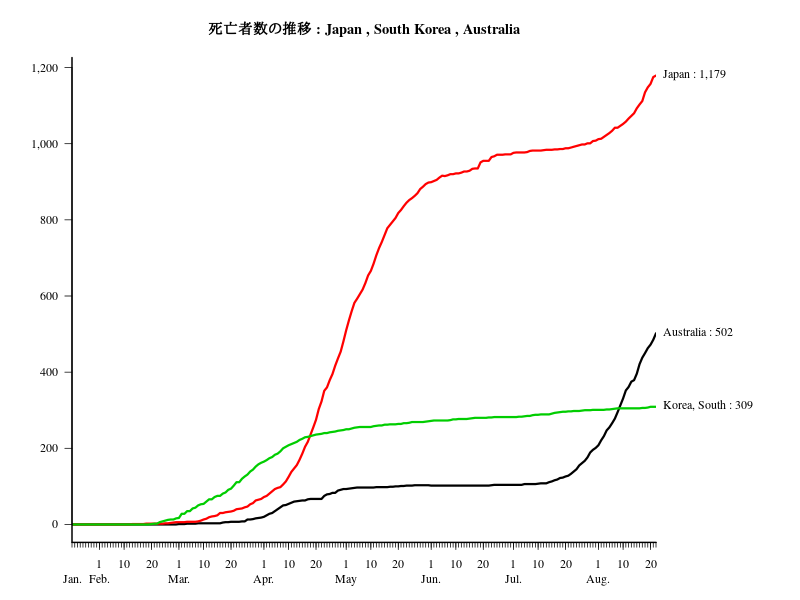 死亡者数の推移 : Japan , South Korea , Australia
1,200
1,000
800
600
400
200
0
Japan : 1,179
Australia : 502
Korea, South : 309
1 10 20 1 10 20 1 10 20 1 10 20 1 10 20 1 10 20 1 10 20
Jan. Feb. Mar. Apr. May Jun. Jul. Aug.